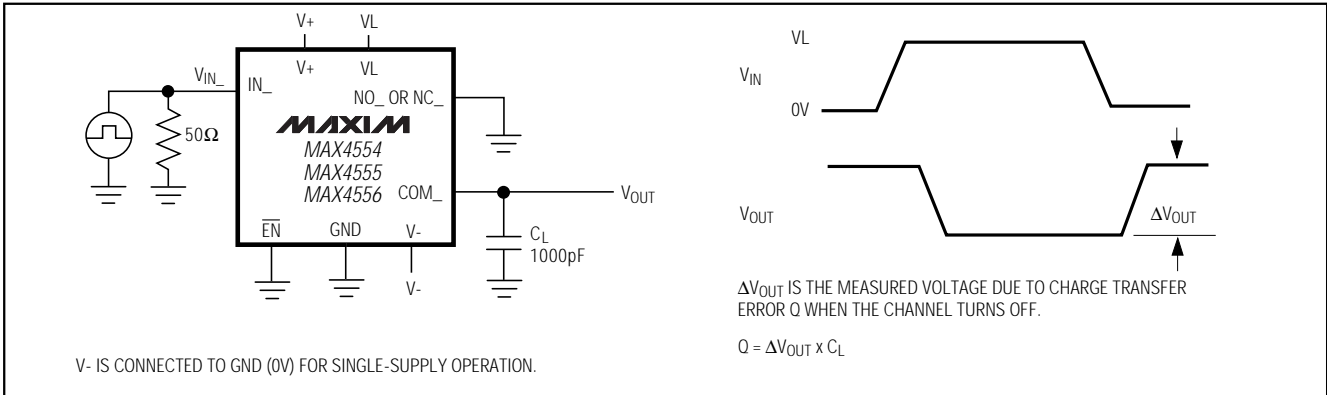 V+ VL
V+ VL
VIN_
IN_
NO_ OR NC_
50Ω
MAXIM
MAX4554
MAX4555
MAX4556
COM_
VOUT
EN GND V-
CL
1000pF
V-
V- IS CONNECTED TO GND (0V) FOR SINGLE-SUPPLY OPERATION.
VL
VIN
0V
VOUT
ΔVOUT
ΔVOUT IS THE MEASURED VOLTAGE DUE TO CHARGE TRANSFER
ERROR Q WHEN THE CHANNEL TURNS OFF.
Q = ΔVOUT x CL